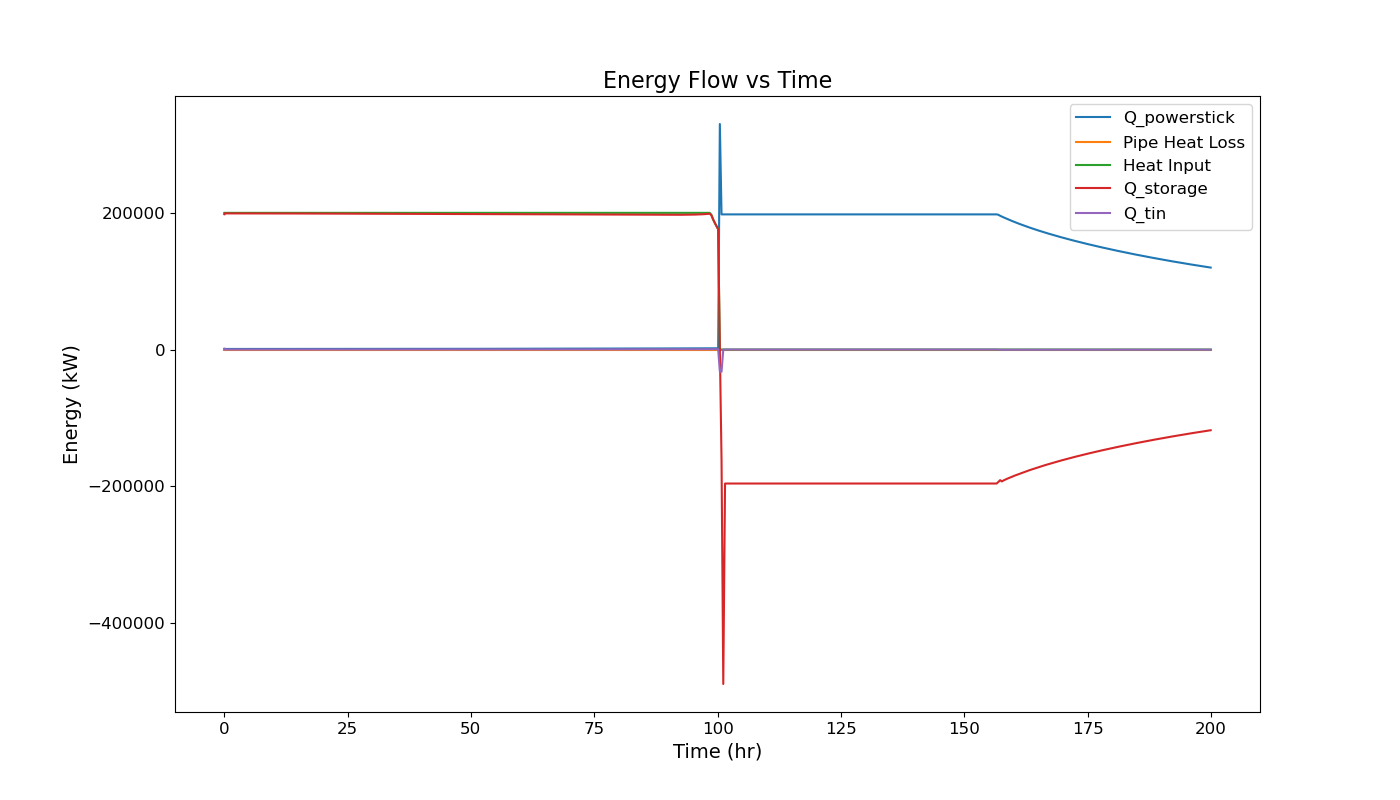 Energy Flow vs Time
Q_powerstick
Pipe Heat Loss
Heat Input
Q_storage
Q_tin
200000
0
−200000
−400000
Energy (kW)
0 25 50 75 100 125 150 175 200
Time (hr)